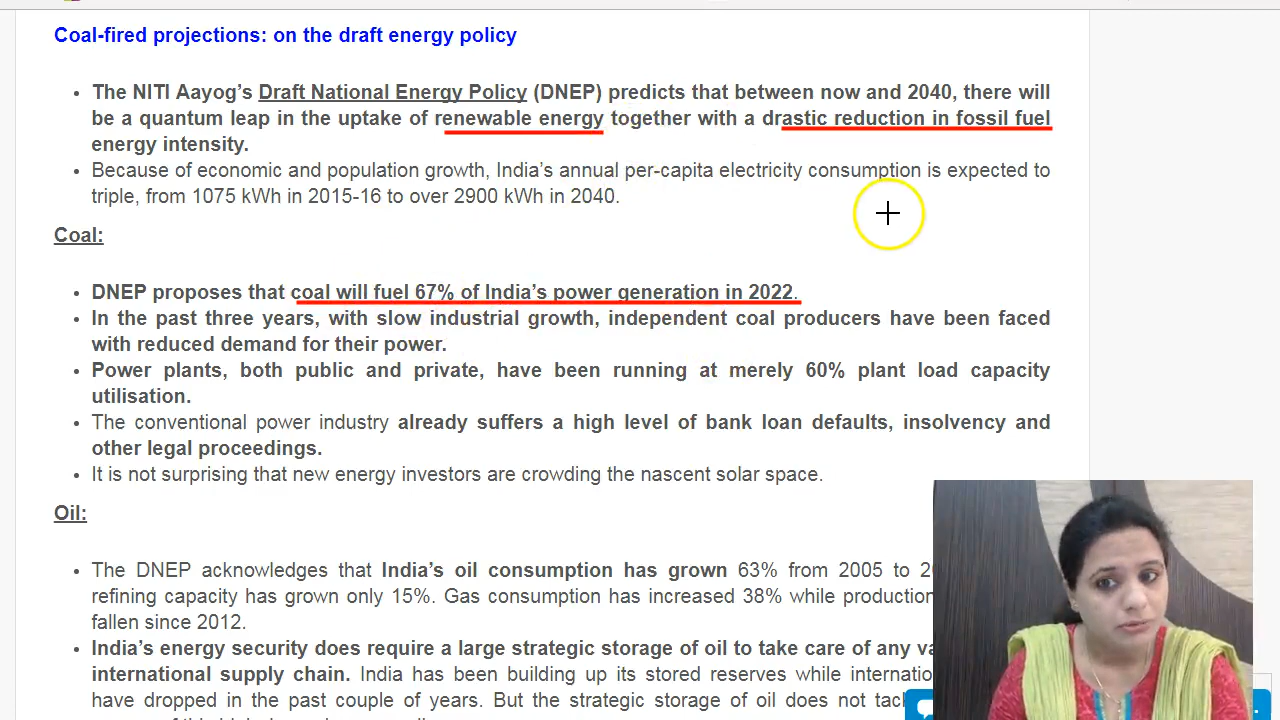 Coal-fired projections: on the draft energy policy
• The NITI Aayog's Draft National Energy Policy (DNEP) predicts that between now and 2040, there will
be a quantum leap in the uptake of renewable energy together with a drastic reduction in fossil fuel
energy intensity.
• Because of economic and population growth, India's annual per-capita electricity consumption is expected to
triple, from 1075 kWh in 2015-16 to over 2900 kWh in 2040.
Coal:
• DNEP proposes that coal will fuel 67% of India's power generation in 2022.
• In the past three years, with slow industrial growth, independent coal producers have been faced
with reduced demand for their power.
• Power plants, both public and private, have been running at merely 60% plant load capacity
utilisation.
• The conventional power industry already suffers a high level of bank loan defaults, insolvency and
other legal proceedings.
• It is not surprising that new energy investors are crowding the nascent solar space.
Oil:
• The DNEP acknowledges that India's oil consumption has grown 63% from 2005 to
refining capacity has grown only 15%. Gas consumption has increased 38% while production
fallen since 2012.
• India's energy security does require a large strategic storage of oil to take care of any
international supply chain. India has been building up its stored reserves while
have dropped in the past couple of years. But the strategic storage of oil does not